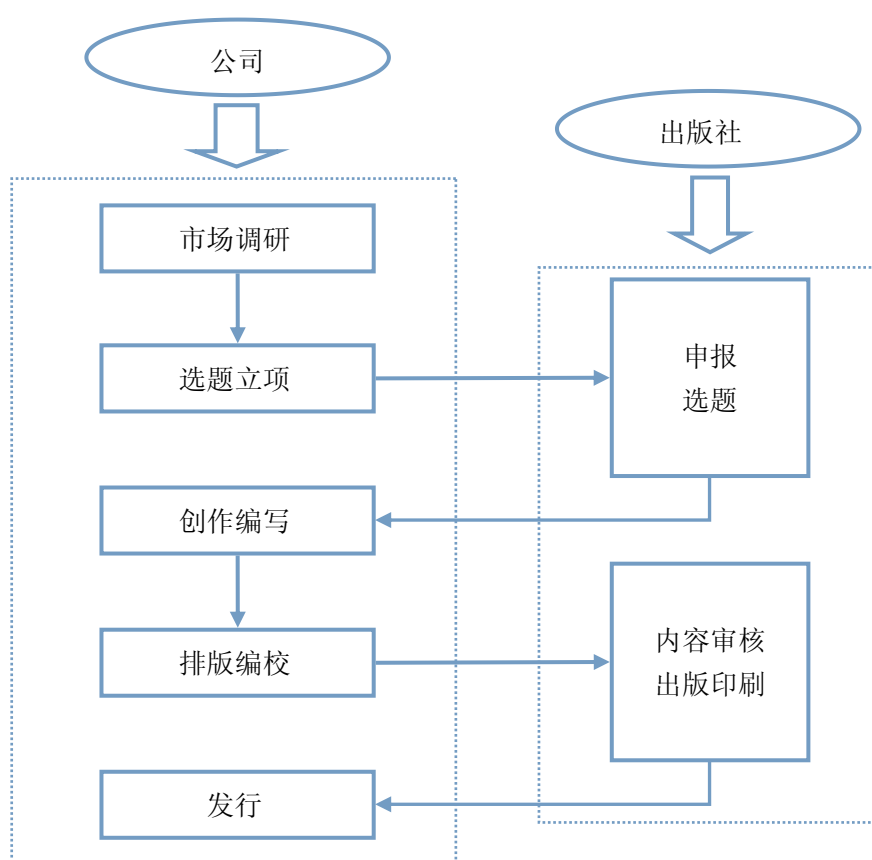 公司
出版社
市场调研
选题立项
申报
选题
创作编写
排版编校
内容审核
出版印刷
发行